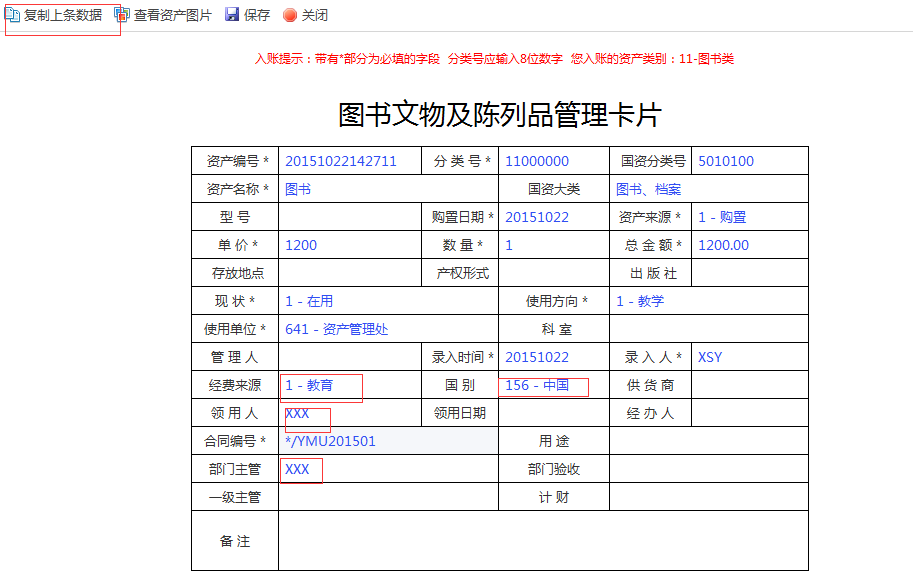 复制上条数据 查看资产图片 保存 关闭
入账提示：带有*部分为必填的字段 分类号应输入8位数字 您入账的资产类别：11-图书类
图书文物及陈列品管理卡片
资产编号 * 20151022142711 分 类 号 * 11000000 国资分类号 5010100
资产名称 * 图书 国资大类 图书、档案
型 号 购置日期 * 20151022 资产来源 * 1 - 购置
单 价 * 1200 数 量 * 1 总 金 额 * 1200.00
存放地点 产权形式 出 版 社
现 状 * 1 - 在用 使用方向 * 1 - 教学
使用单位 * 641 - 资产管理处 科 室
管 理 人 录入时间 * 20151022 录 入 人 * XSY
经费来源 1 - 教育 国 别 156 - 中国 供 货 商
领 用 人 XXX 领用日期 经 办 人
合同编号 * */YMU201501 用 途
部门主管 XXX 部门验收
一级主管 计 财
备 注